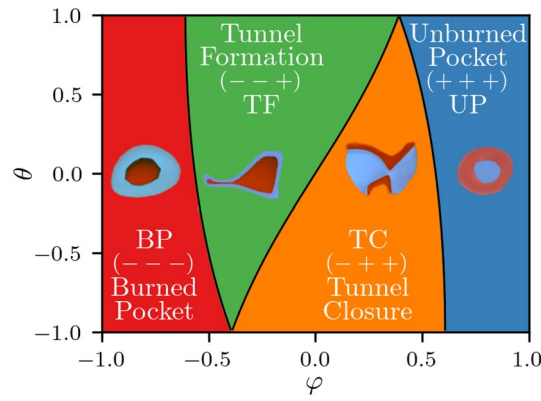 Tunnel
Formation
(− − +)
TF
Unburned
Pocket
(+ + +)
UP
BP
(− − −)
Burned
Pocket
TC
(− + +)
Tunnel
Closure
1.0
0.5
0.0
−0.5
−1.0
θ
−1.0 −0.5 0.0 0.5 1.0
φ